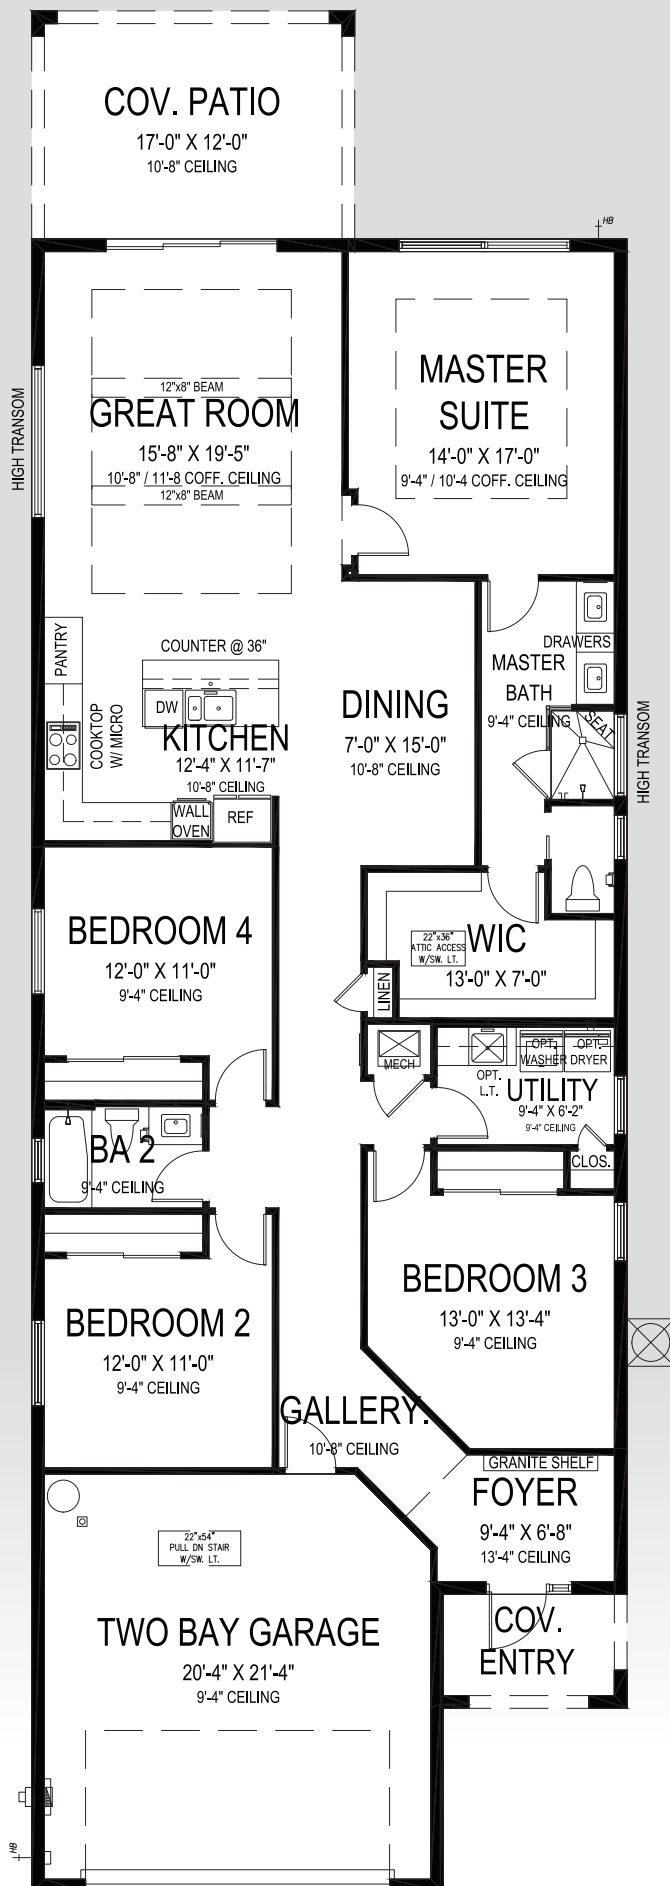 COV. PATIO
17'-0" X 12'-0"
10'-8" CEILING
HB
HIGH TRANSOM
12"x8" BEAM
GREAT ROOM
15'-8" X 19'-5"
10'-8" / 11'-8 COFF. CEILING
12"x8" BEAM
MASTER
SUITE
14'-0" X 17'-0"
9'-4" / 10'-4 COFF. CEILING
PANTRY
COUNTER @ 36"
DW
COOKTOP
W/ MICRO
KITCHEN
12'-4" X 11'-7"
10'-8" CEILING
WALL
OVEN
REF
DINING
7'-0" X 15'-0"
10'-8" CEILING
DRAWERS
MASTER
BATH
9'-4" CEILING
SEAT
HIGH TRANSOM
BEDROOM 4
12'-0" X 11'-0"
9'-4" CEILING
22"x36"
ATTIC ACCESS
W/SW. LT.
WIC
13'-0" X 7'-0"
LINEN
MECH
OPT.
L.T.
OPT.
WASHER
OPT.
DRYER
UTILITY
9'-4" X 6'-2"
9'-4" CEILING
CLOS.
BA 2
9'-4" CEILING
BEDROOM 3
13'-0" X 13'-4"
9'-4" CEILING
BEDROOM 2
12'-0" X 11'-0"
9'-4" CEILING
GALLERY.
10'-8" CEILING
GRANITE SHELF
FOYER
9'-4" X 6'-8"
13'-4" CEILING
22"x54"
PULL DN STAIR
W/SW. LT.
COV.
ENTRY
TWO BAY GARAGE
20'-4" X 21'-4"
9'-4" CEILING
HB